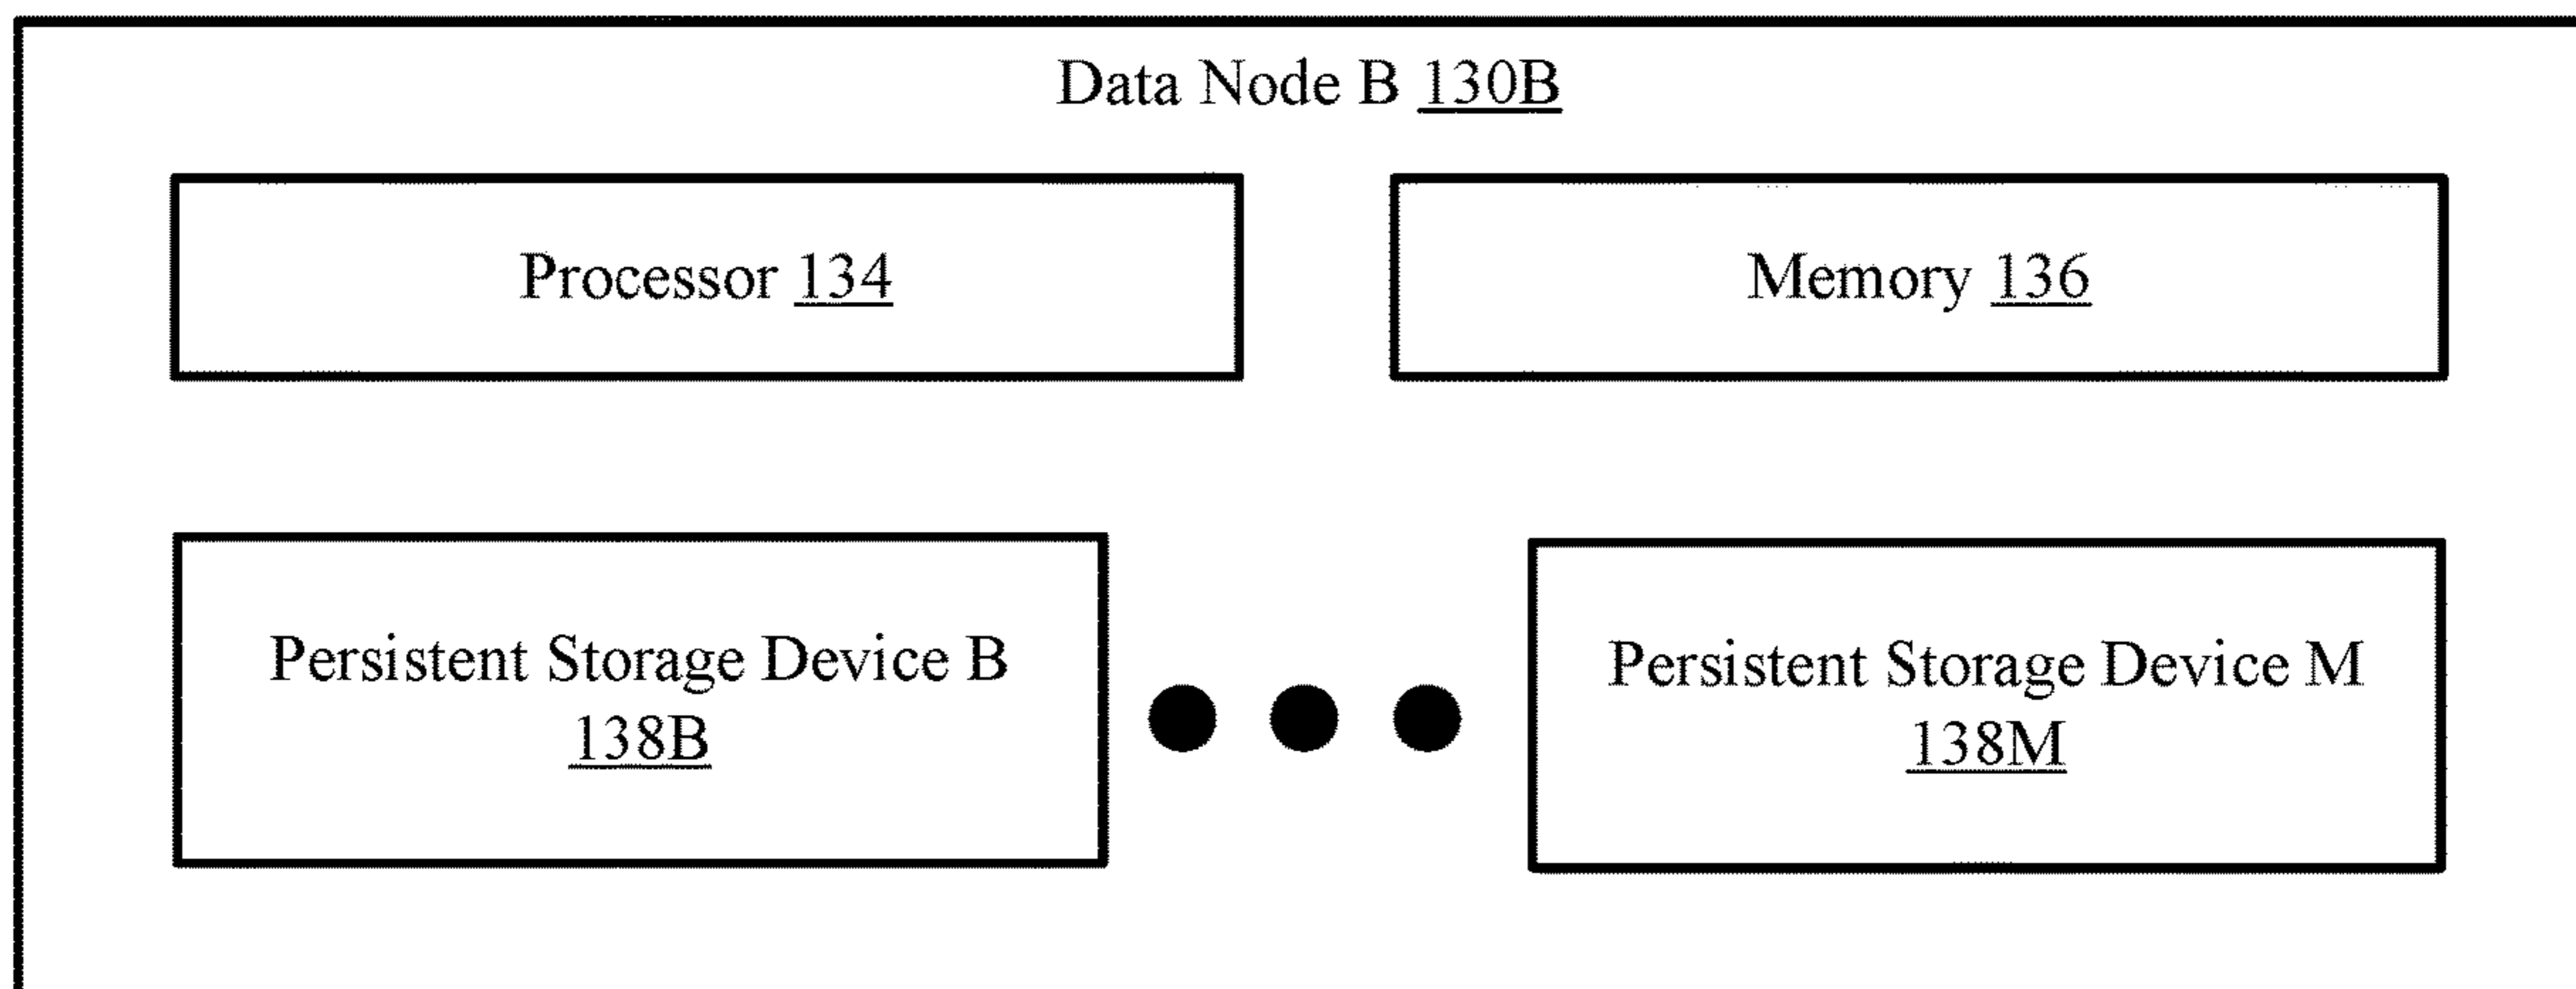 Data Node B 130B
Processor 134
Memory 136
Persistent Storage Device B
138B
Persistent Storage Device M
138M